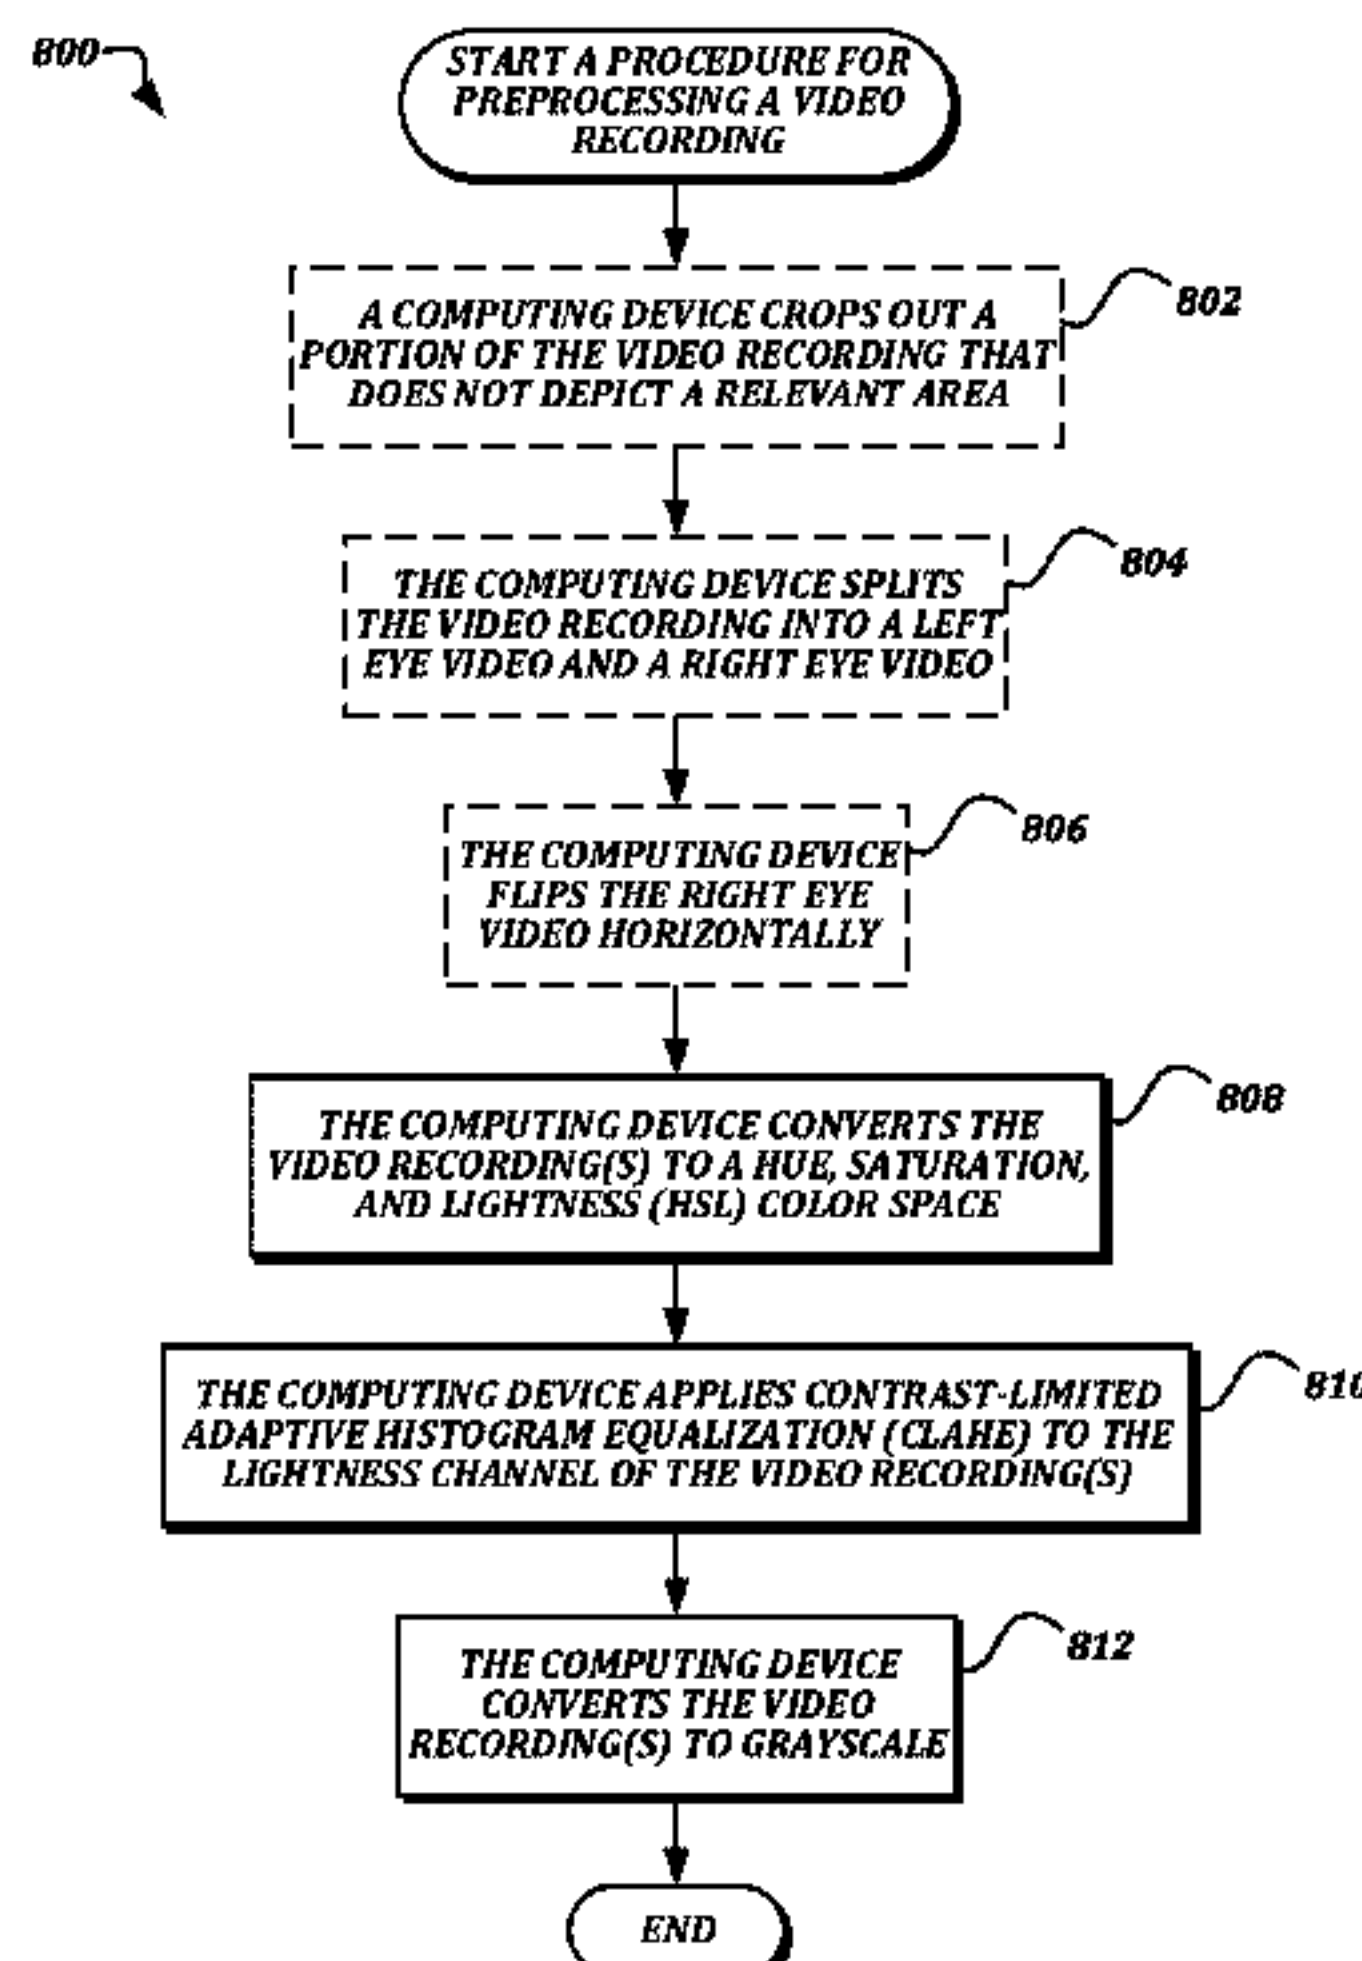 800
START A PROCEDURE FOR
PREPROCESSING A VIDEO
RECORDING
A COMPUTING DEVICE CROPS OUT A
PORTION OF THE VIDEO RECORDING THAT
DOES NOT DEPICT A RELEVANT AREA
802
THE COMPUTING DEVICE SPLITS
THE VIDEO RECORDING INTO A LEFT
EYE VIDEO AND A RIGHT EYE VIDEO
804
THE COMPUTING DEVICE
FLIPS THE RIGHT EYE
VIDEO HORIZONTALLY
806
THE COMPUTING DEVICE CONVERTS THE
VIDEO RECORDING(S) TO A HUE, SATURATION,
AND LIGHTNESS (HSL) COLOR SPACE
808
THE COMPUTING DEVICE APPLIES CONTRAST-LIMITED
ADAPTIVE HISTOGRAM EQUALIZATION (CLAHE) TO THE
LIGHTNESS CHANNEL OF THE VIDEO RECORDING(S)
810
THE COMPUTING DEVICE
CONVERTS THE VIDEO
RECORDING(S) TO GRAYSCALE
812
END